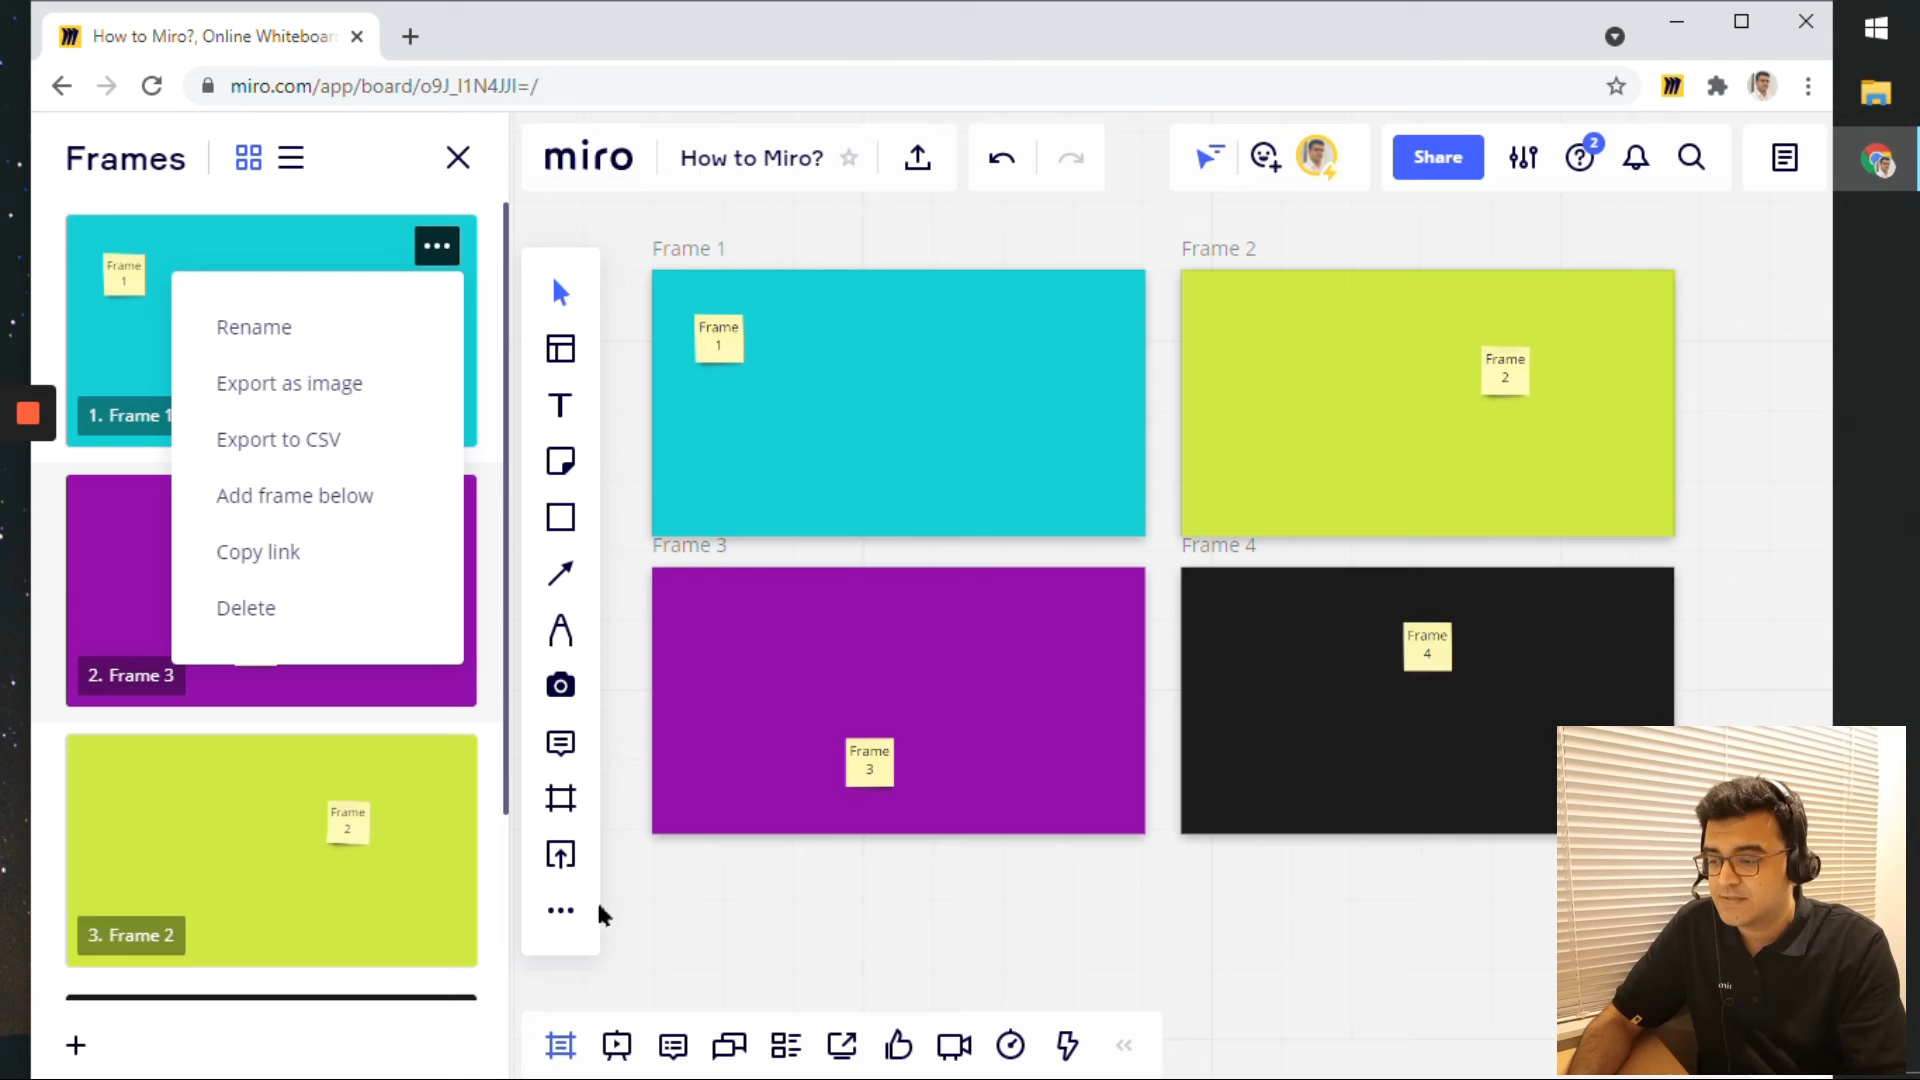 How to Miro?, Online Whiteboar
miro.com/app/board/o9J_l1N4JJI=/
Frames
miro
How to Miro?
Share
2
Frame
1
1. Frame 1
Rename
Export as image
Export to CSV
Add frame below
Copy link
Delete
2. Frame 3
Frame
2
3. Frame 2
Frame 1
Frame
1
Frame 2
Frame
2
Frame 3
Frame
3
Frame 4
Frame
4